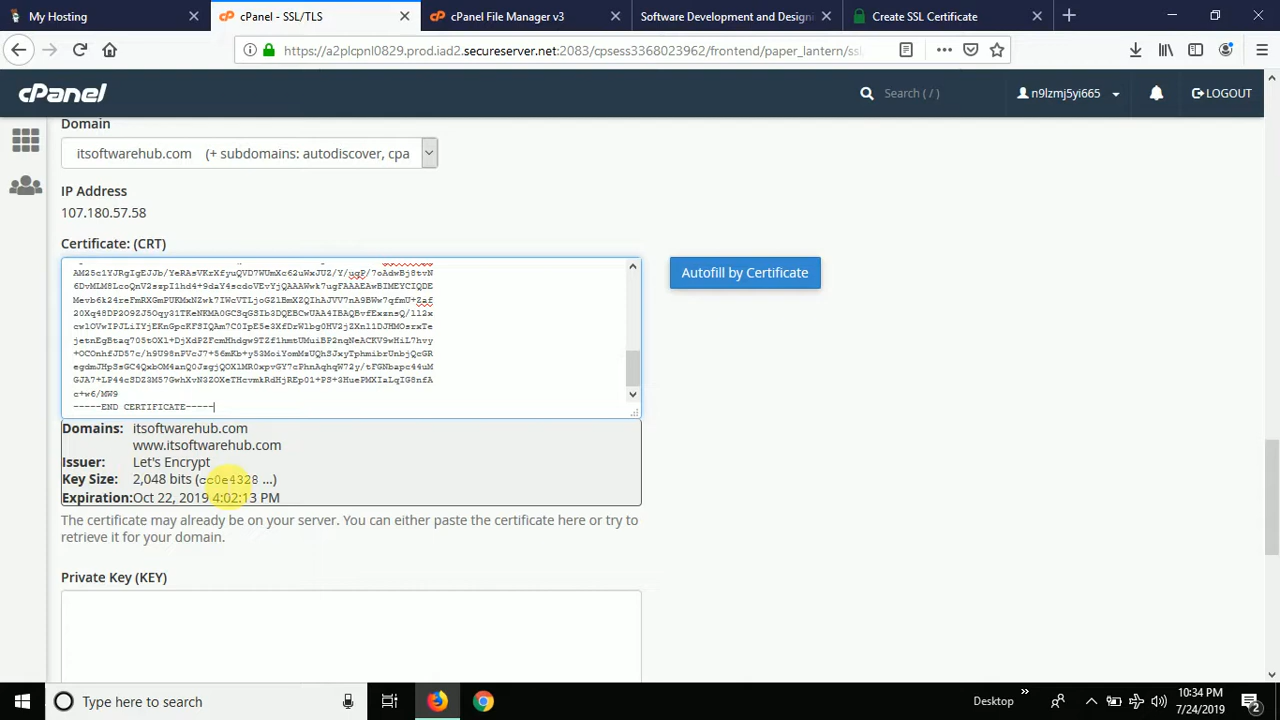 My Hosting
cPanel - SSL/TLS
cPanel File Manager v3
Software Development and Designi
Create SSL Certificate
https://a2plcpnl0829.prod.iad2.secureserver.net:2083/cpsess3368023962/frontend/paper_lantern/ssl
cPanel
Search ( / )
n9lzmj5yi665
LOGOUT
Domain
itsoftwarehub.com (+ subdomains: autodiscover, cpa
IP Address
107.180.57.58
Certificate: (CRT)
Autofill by Certificate
c+w6/MW9
-----END CERTIFICATE-----
Domains: itsoftwarehub.com
www.itsoftwarehub.com
Issuer: Let's Encrypt
Key Size: 2,048 bits (cc0e4328 ...)
Expiration:Oct 22, 2019 4:02:13 PM
The certificate may already be on your server. You can either paste the certificate here or try to
retrieve it for your domain.
Private Key (KEY)
Type here to search
Desktop
10:34 PM
7/24/2019
2